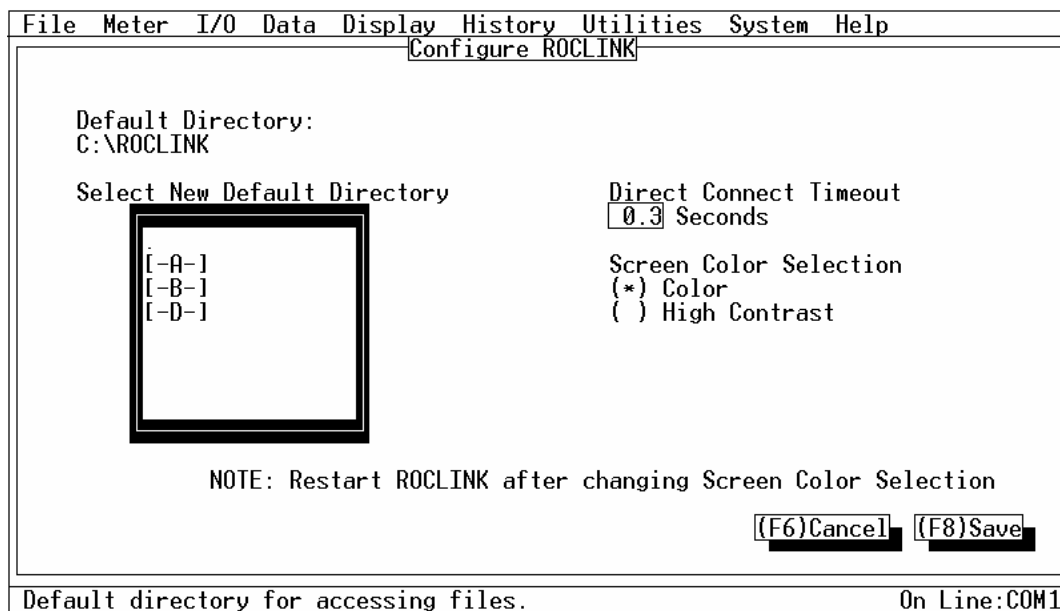 File Meter I/O Data Display History Utilities System Help
Configure ROCLINK
Default Directory:
C:\ROCLINK
Select New Default Directory
.
[-A-]
[-B-]
[-D-]
Direct Connect Timeout
0.3 Seconds
Screen Color Selection
(*) Color
( ) High Contrast
NOTE: Restart ROCLINK after changing Screen Color Selection
(F6)Cancel (F8)Save
Default directory for accessing files. On Line:COM1